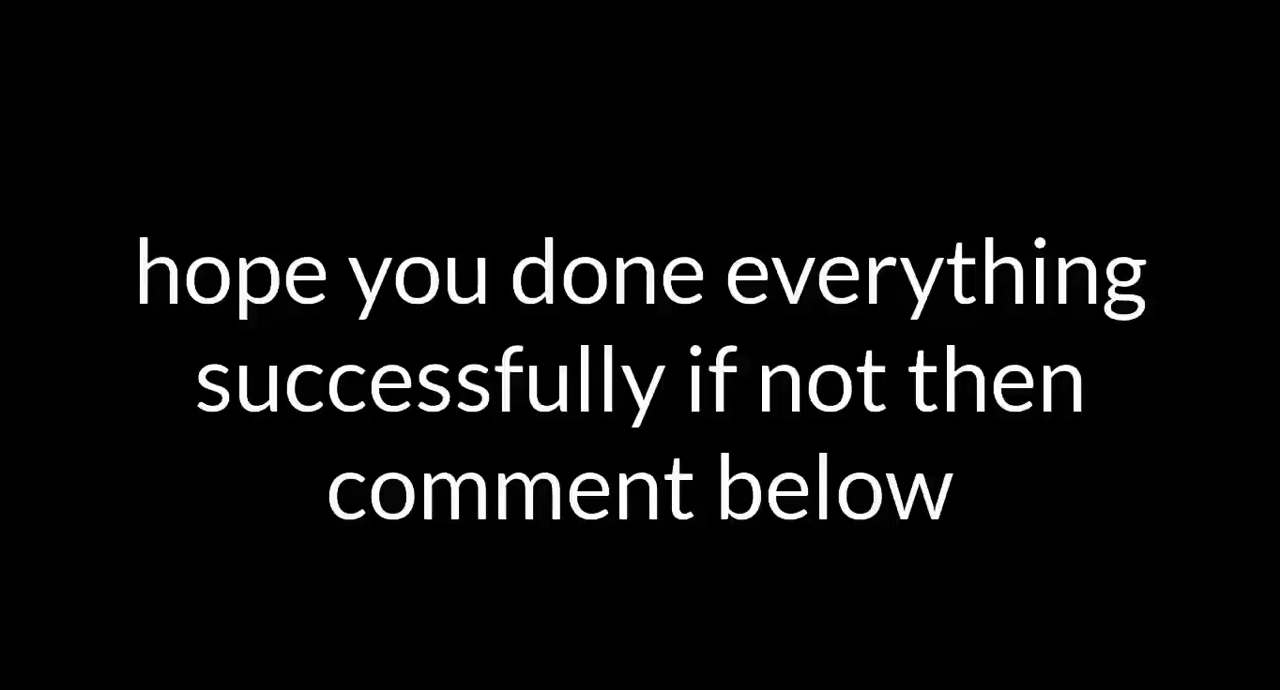 hope you done everything
successfully if not then
comment below